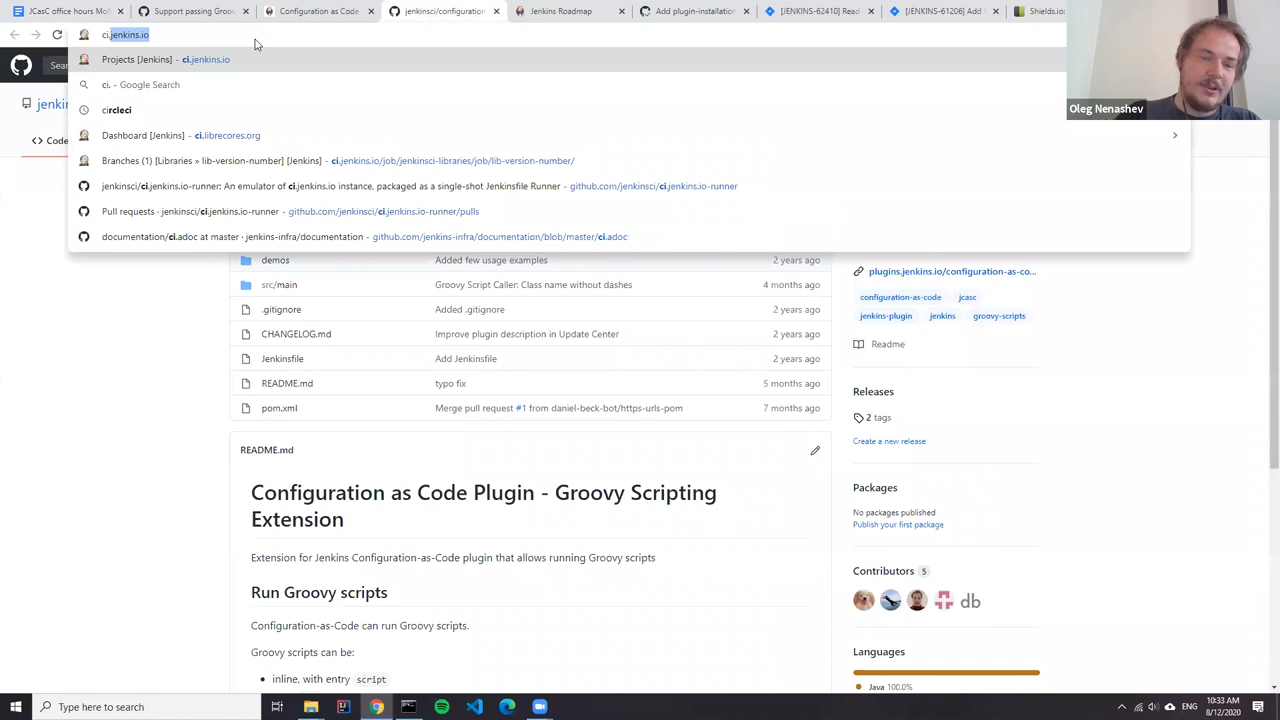 JCasC office hours M
Support passing Groov
Configuration as Code
jenkinsci/configuration
Jenkins Roadmap
Add plugin-installation
[JENKINS-62410] Read
[JENKINS-61206] Add
Shields.io
ci.jenkins.io
Projects [Jenkins] - ci.jenkins.io
ci. - Google Search
circleci
Dashboard [Jenkins] - ci.librecores.org
Branches (1) [Libraries » lib-version-number] [Jenkins] - ci.jenkins.io/job/jenkinsci-libraries/job/lib-version-number/
jenkinsci/ci.jenkins.io-runner: An emulator of ci.jenkins.io instance, packaged as a single-shot Jenkinsfile Runner - github.com/jenkinsci/ci.jenkins.io-runner
Pull requests · jenkinsci/ci.jenkins.io-runner - github.com/jenkinsci/ci.jenkins.io-runner/pulls
documentation/ci.adoc at master · jenkins-infra/documentation - github.com/jenkins-infra/documentation/blob/master/ci.adoc
Oleg Nenashev
Sear
jenki
<> Code
demos Added few usage examples 2 years ago
src/main Groovy Script Caller: Class name without dashes 4 months ago
.gitignore Added .gitignore 2 years ago
CHANGELOG.md Improve plugin description in Update Center 2 years ago
Jenkinsfile Add Jenkinsfile 2 years ago
README.md typo fix 5 months ago
pom.xml Merge pull request #1 from daniel-beck-bot/https-urls-pom 7 months ago
README.md
Configuration as Code Plugin - Groovy Scripting
Extension
Extension for Jenkins Configuration-as-Code plugin that allows running Groovy scripts
Run Groovy scripts
Configuration-as-Code can run Groovy scripts.
Groovy scripts can be:
• inline, with entry script
plugins.jenkins.io/configuration-as-co...
configuration-as-code jcasc
jenkins-plugin jenkins groovy-scripts
Readme
Releases
2 tags
Create a new release
Packages
No packages published
Publish your first package
Contributors 5
db
Languages
Java 100.0%
Type here to search
ENG
10:33 AM
8/12/2020